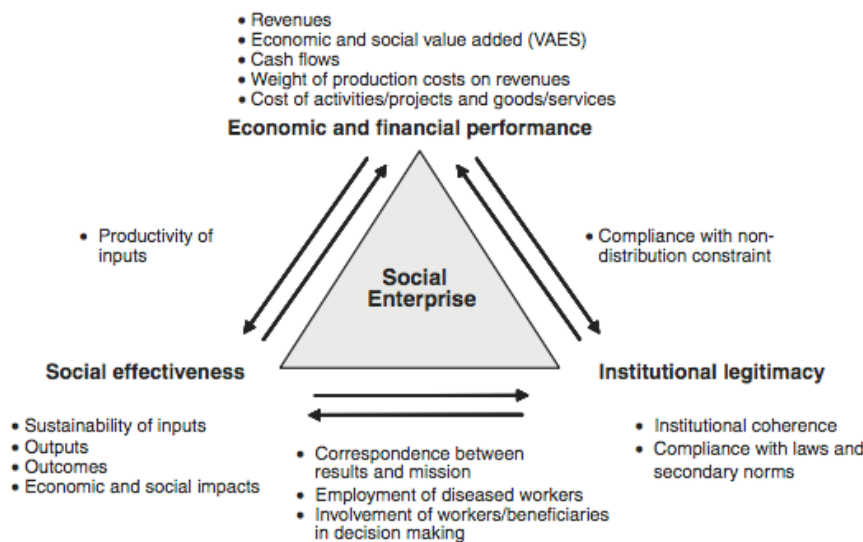 • Revenues
• Economic and social value added (VAES)
• Cash flows
• Weight of production costs on revenues
• Cost of activities/projects and goods/services
Economic and financial performance
• Productivity of
inputs
• Compliance with non-
distribution constraint
Social
Enterprise
Social effectiveness
Institutional legitimacy
• Sustainability of inputs
• Outputs
• Outcomes
• Economic and social impacts
• Correspondence between
results and mission
• Employment of diseased workers
• Involvement of workers/beneficiaries
in decision making
• Institutional coherence
• Compliance with laws and
secondary norms